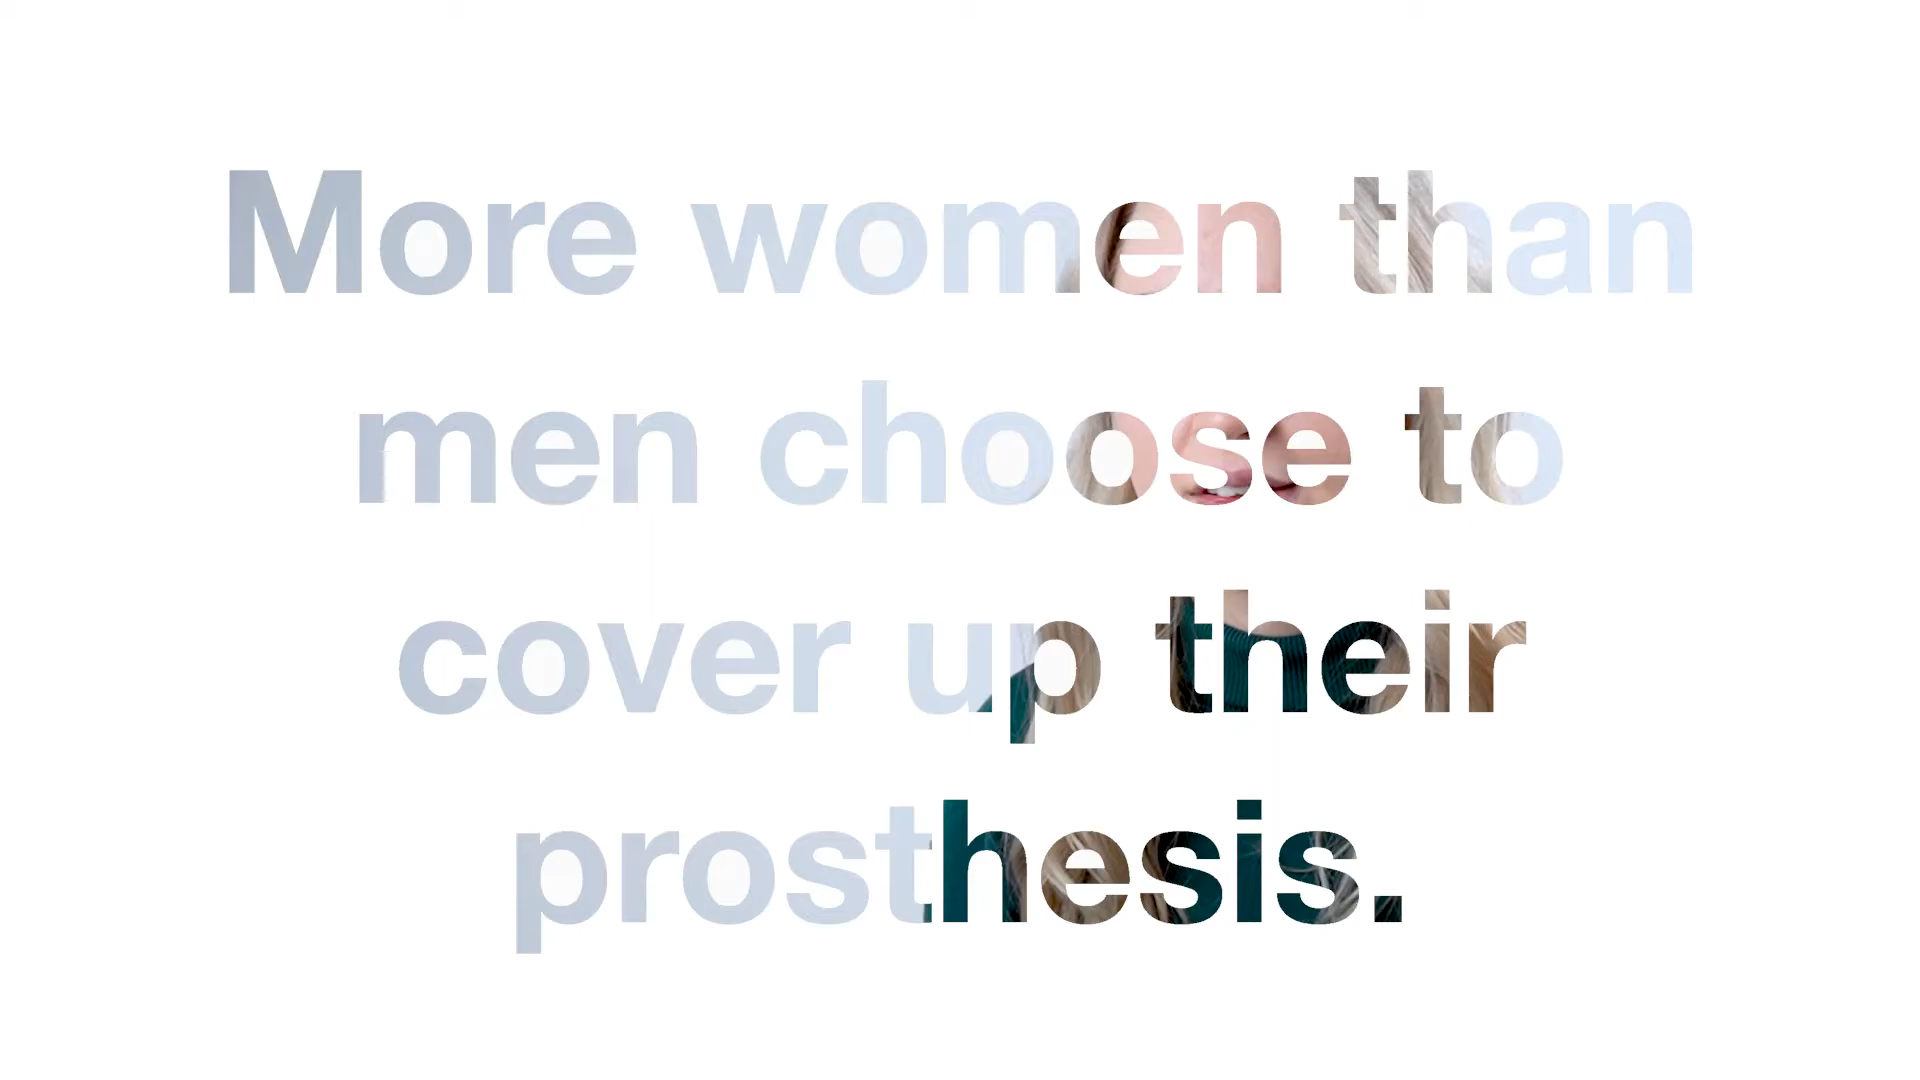 More women than
men choose to
cover up their
prosthesis.